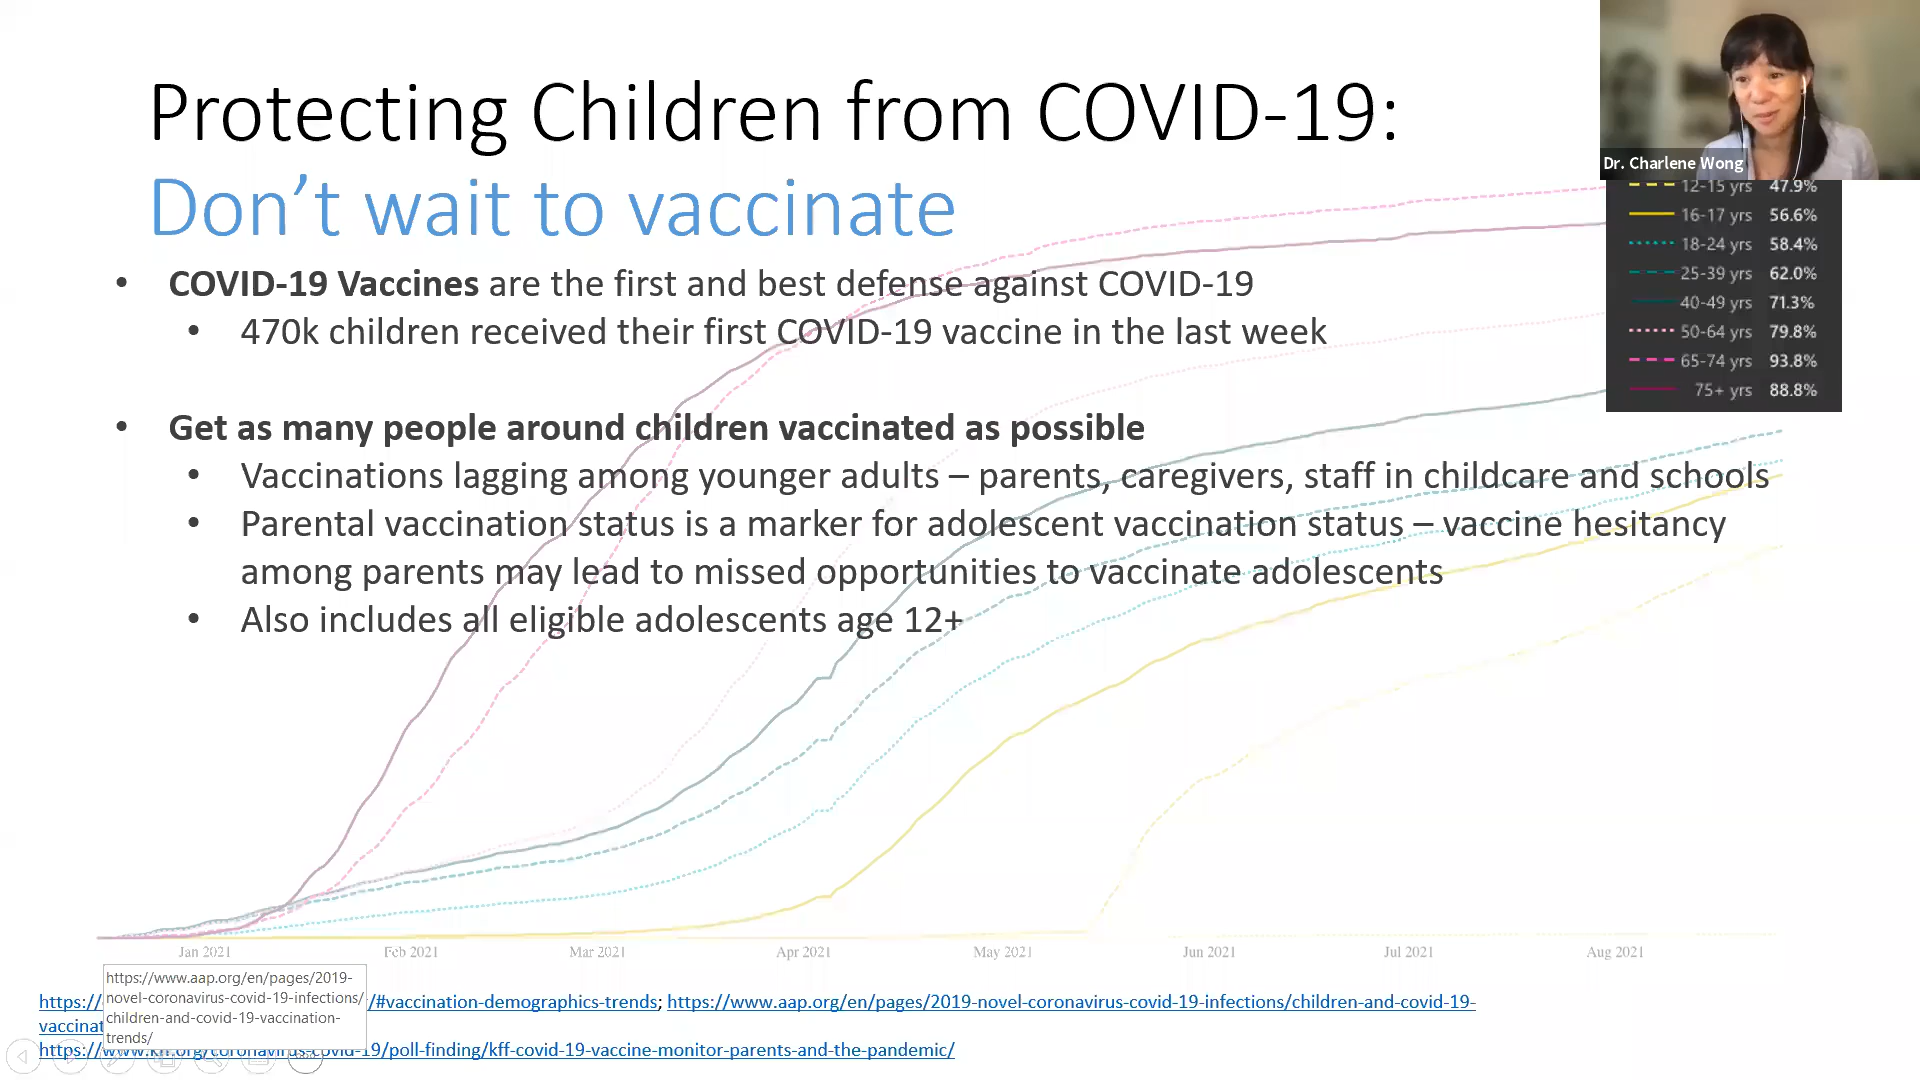 Protecting Children from COVID-19:
Don't wait to vaccinate
Dr. Charlene Wong
12-15 yrs 47.9%
16-17 yrs 56.6%
18-24 yrs 58.4%
25-39 yrs 62.0%
40-49 yrs 71.3%
50-64 yrs 79.8%
65-74 yrs 93.8%
75+ yrs 88.8%
• COVID-19 Vaccines are the first and best defense against COVID-19
• 470k children received their first COVID-19 vaccine in the last week
• Get as many people around children vaccinated as possible
• Vaccinations lagging among younger adults – parents, caregivers, staff in childcare and schools
• Parental vaccination status is a marker for adolescent vaccination status – vaccine hesitancy
among parents may lead to missed opportunities to vaccinate adolescents
• Also includes all eligible adolescents age 12+
Jan 2021 Feb 2021 Mar 2021 Apr 2021 May 2021 Jun 2021 Jul 2021 Aug 2021
https://www.aap.org/en/pages/2019-
novel-coronavirus-covid-19-infections/
children-and-covid-19-vaccination-
trends/
https:/ /#vaccination-demographics-trends; https://www.aap.org/en/pages/2019-novel-coronavirus-covid-19-infections/children-and-covid-19-
vaccinat
https://www.kff.org/coronavirus-covid-19/poll-finding/kff-covid-19-vaccine-monitor-parents-and-the-pandemic/